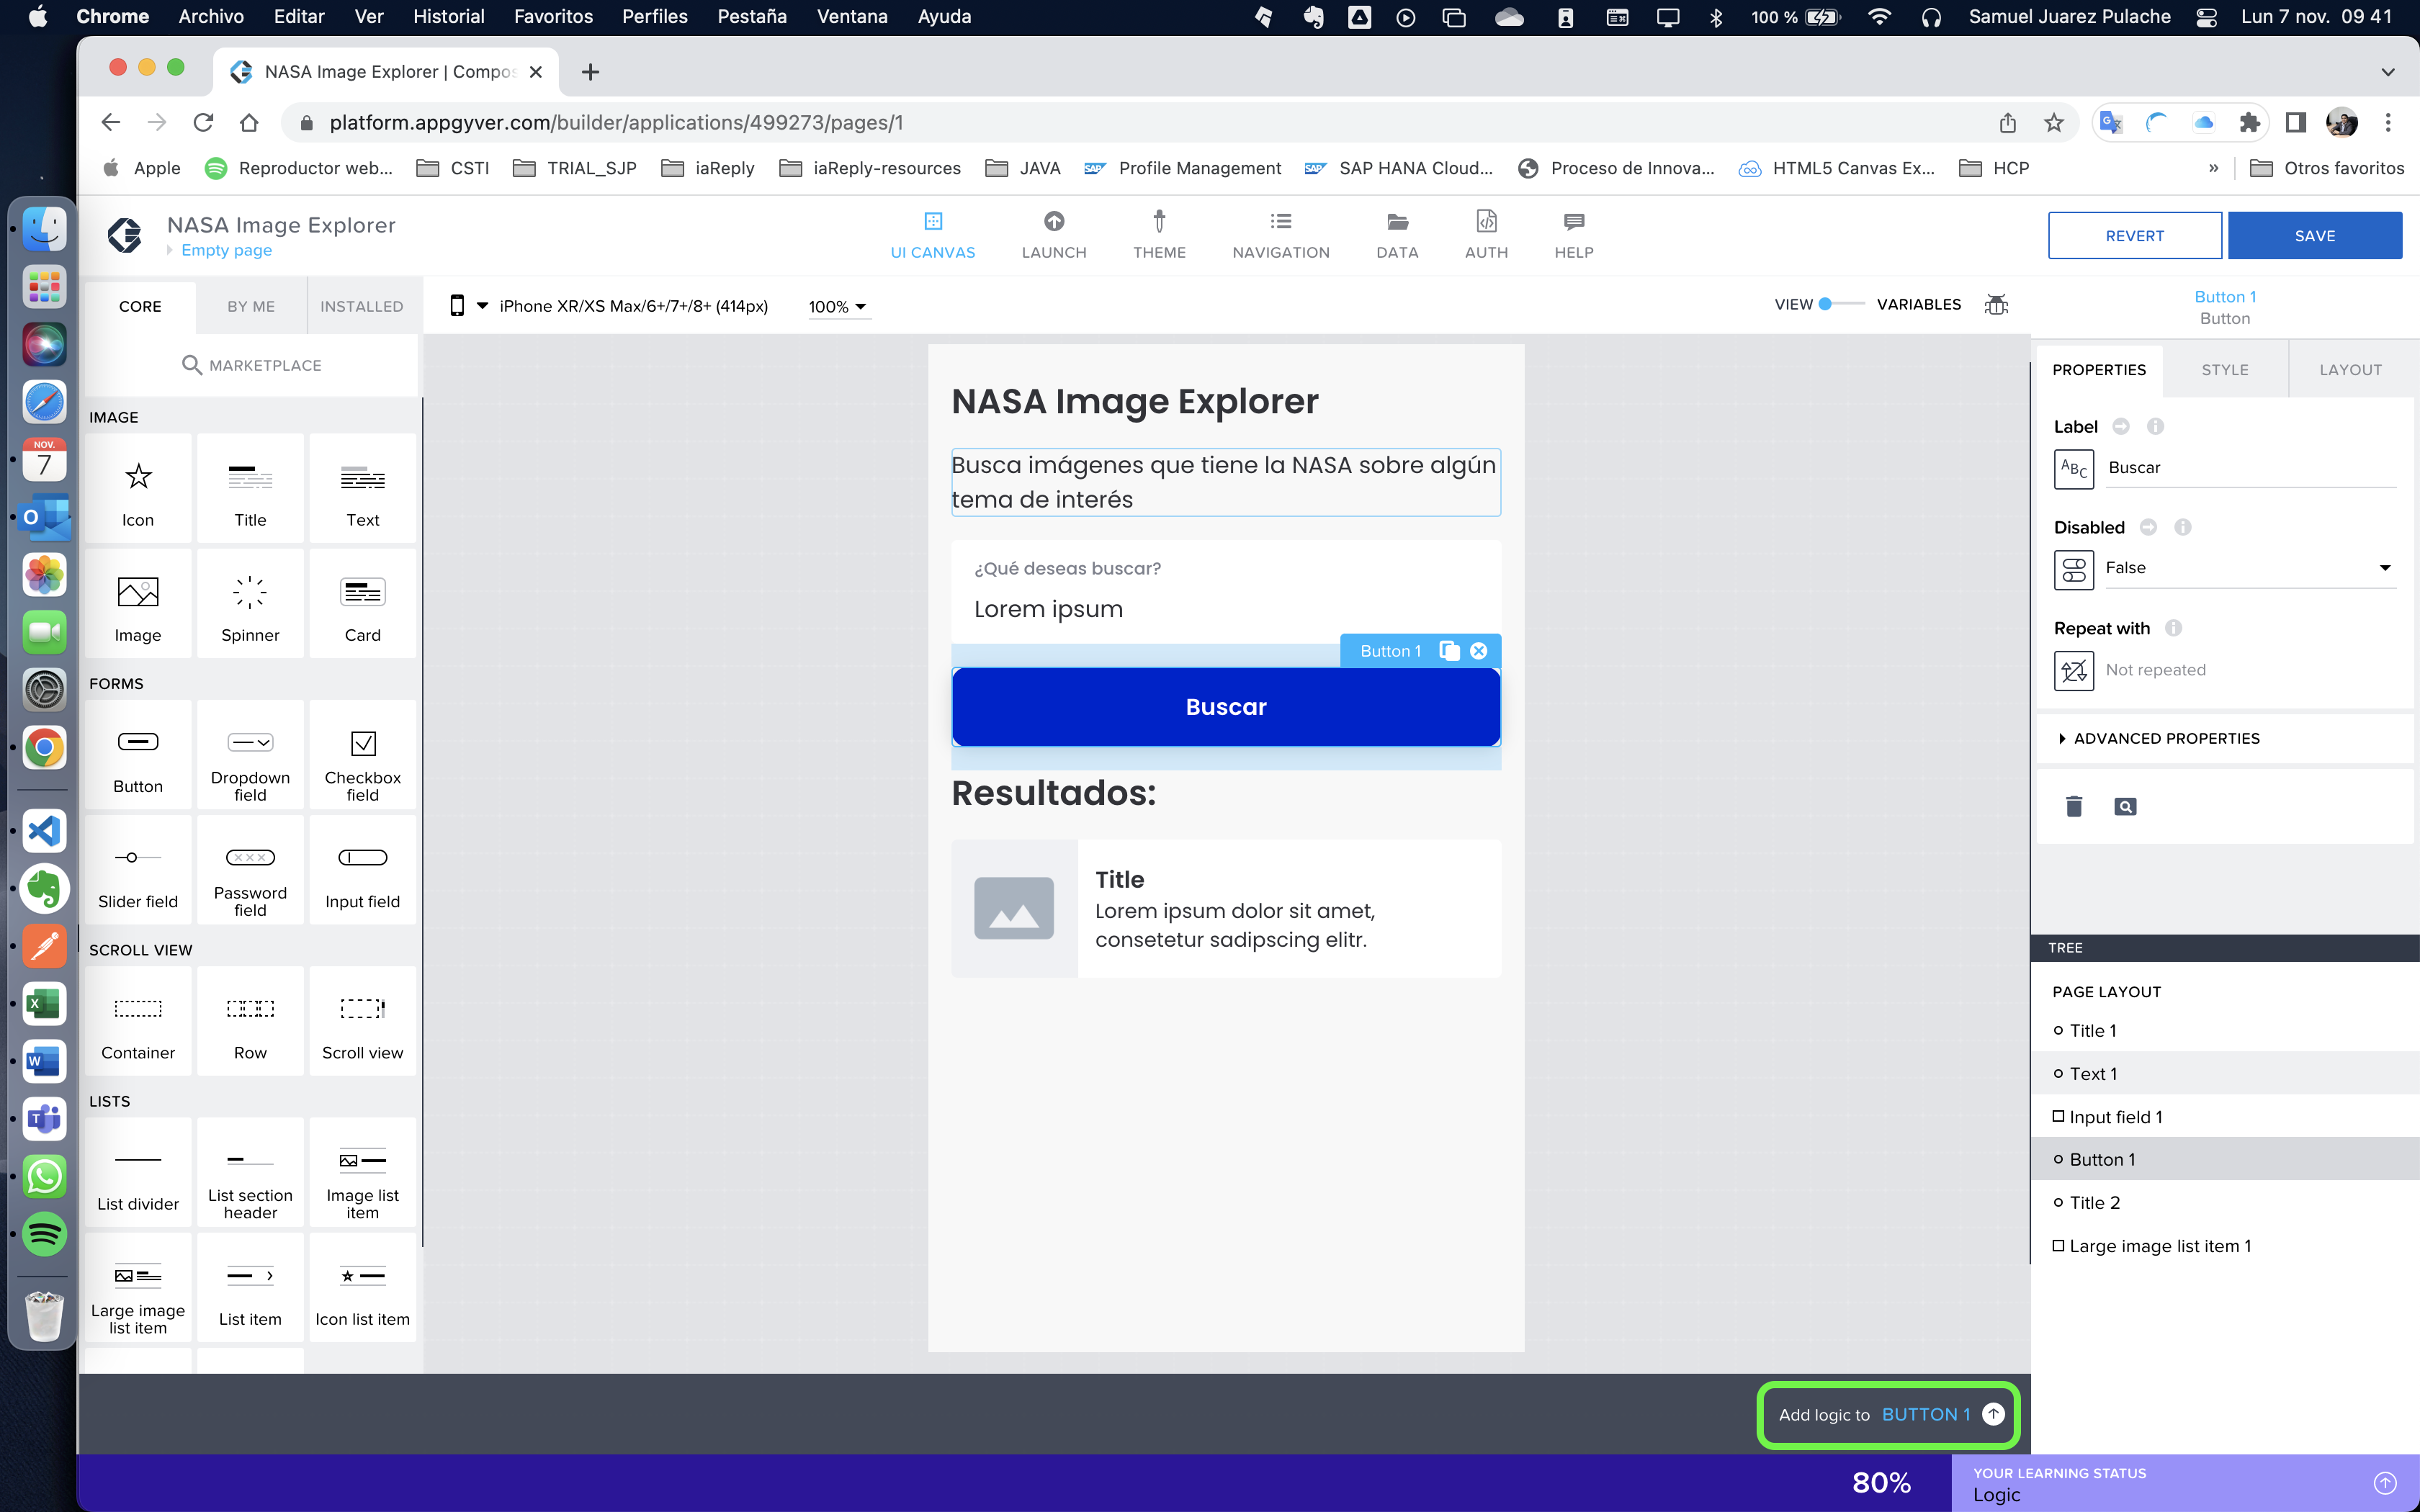 Chrome Archivo Editar Ver Historial Favoritos Perfiles Pestaña Ventana Ayuda 100 % Samuel Juarez Pulache Lun 7 nov. 09 41
NASA Image Explorer | Compos
platform.appgyver.com/builder/applications/499273/pages/1
Apple Reproductor web... CSTI TRIAL_SJP iaReply iaReply-resources JAVA Profile Management SAP HANA Cloud... Proceso de Innova... HTML5 Canvas Ex... HCP » Otros favoritos
NASA Image Explorer
Empty page
UI CANVAS LAUNCH THEME NAVIGATION DATA AUTH HELP
REVERT SAVE
CORE BY ME INSTALLED
iPhone XR/XS Max/6+/7+/8+ (414px) 100%
VIEW VARIABLES
Button 1
Button
MARKETPLACE
PROPERTIES STYLE LAYOUT
IMAGE
Icon Title Text
Image Spinner Card
FORMS
Button Dropdown field Checkbox field
Slider field Password field Input field
SCROLL VIEW
Container Row Scroll view
LISTS
List divider List section header Image list item
Large image list item List item Icon list item
NASA Image Explorer
Busca imágenes que tiene la NASA sobre algún
tema de interés
¿Qué deseas buscar?
Lorem ipsum
Button 1
Buscar
Resultados:
Title
Lorem ipsum dolor sit amet,
consetetur sadipscing elitr.
Label
ABC Buscar
Disabled
False
Repeat with
Not repeated
ADVANCED PROPERTIES
TREE
PAGE LAYOUT
Title 1
Text 1
Input field 1
Button 1
Title 2
Large image list item 1
Add logic to BUTTON 1
80%
YOUR LEARNING STATUS
Logic
NOV.
7